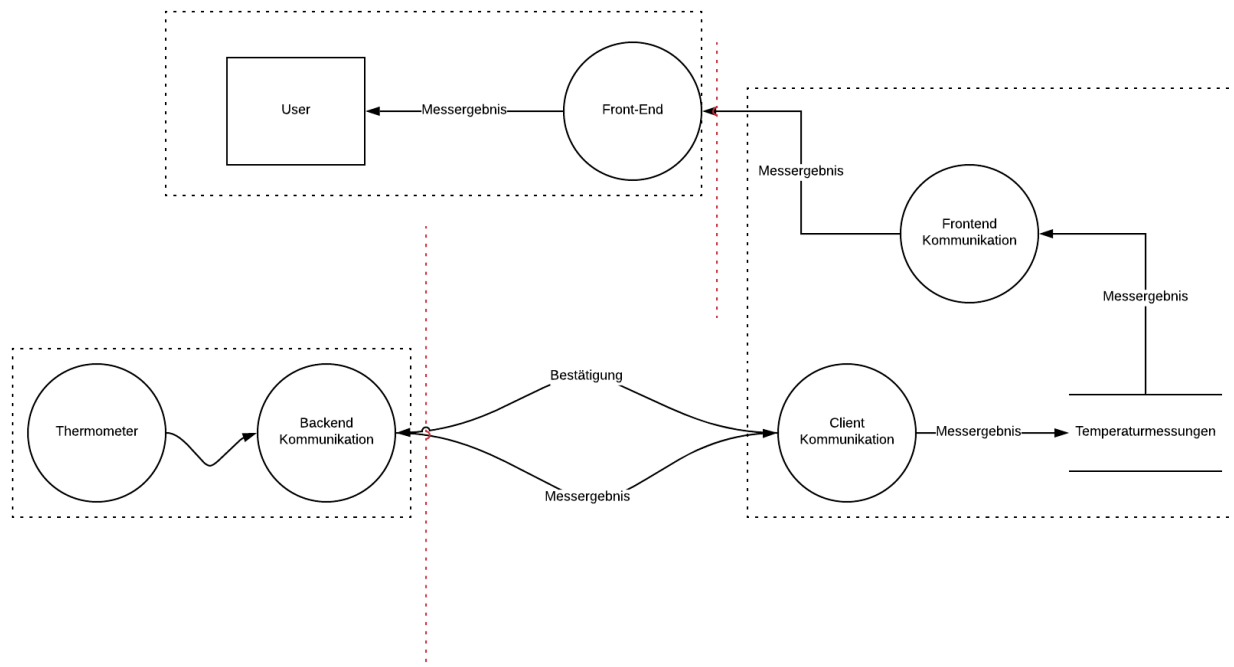 User
Messergebnis
Front-End
Messergebnis
Frontend
Kommunikation
Messergebnis
Bestätigung
Thermometer
Backend
Kommunikation
Client
Kommunikation
Messergebnis
Temperaturmessungen
Messergebnis